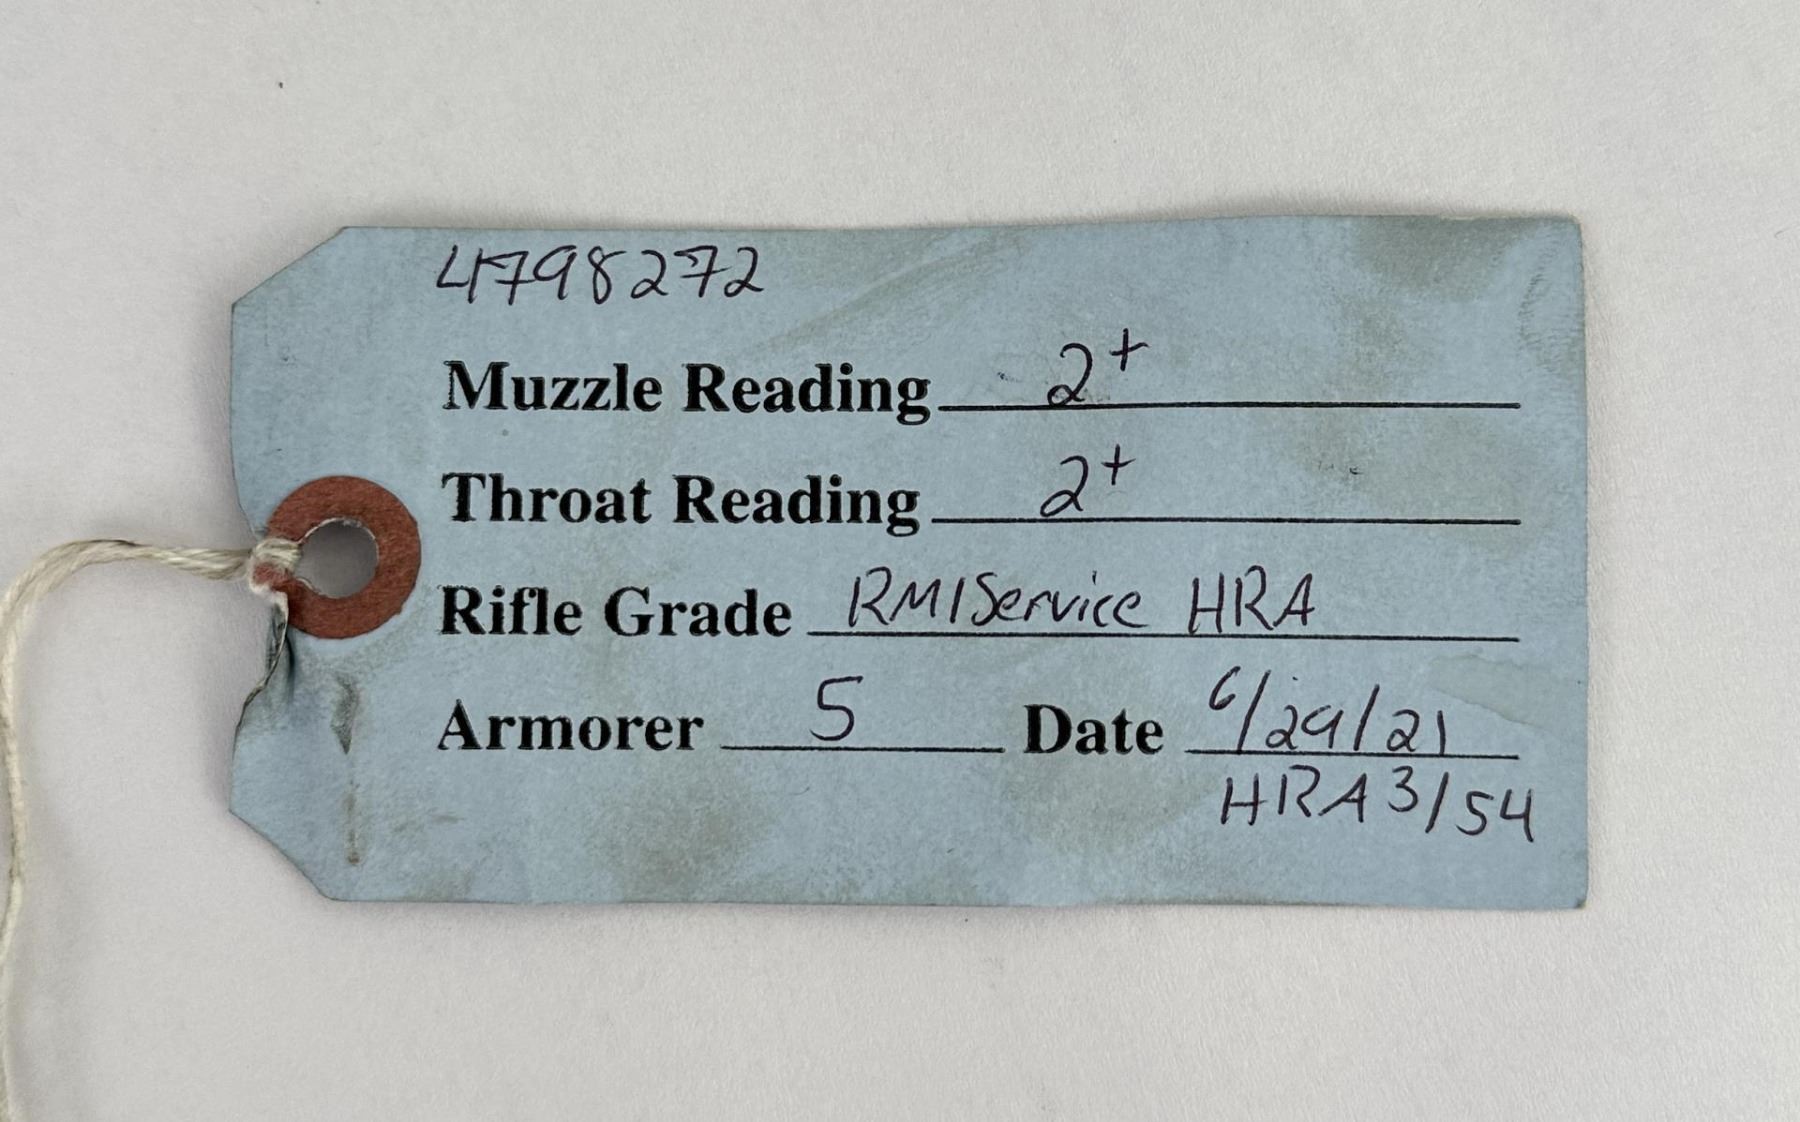 4798272
Muzzle Reading 2+
Throat Reading 2+
Rifle Grade RM1Service HRA
Armorer 5 Date 6/29/21
HRA 3/54